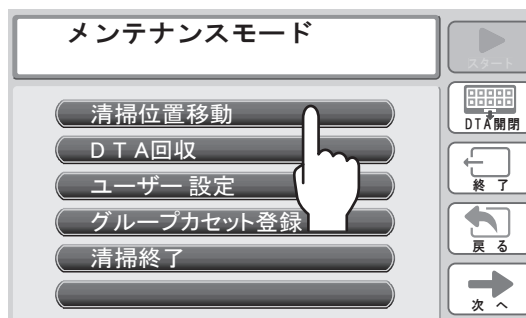 メンテナンスモード
清掃位置移動
ＤＴＡ回収
ユーザー設定
グループカセット登録
清掃終了
スタート
DTA開閉
終 了
戻 る
次 へ